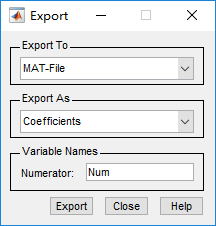 Export
Export To
MAT-File
Export As
Coefficients
Variable Names
Numerator: Num
Export Close Help